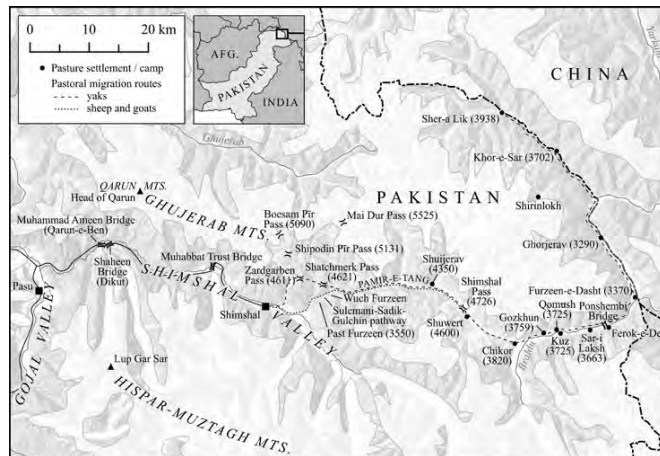 0 10 20 km
Pasture settlement / camp
Pastoral migration routes
yaks
sheep and goats
AFG.
PAKISTAN
INDIA
CHINA
Yarkand
Sher-a Lik (3938)
Khor-e-Sar (3702)
Ghujerab
QARUN MTS.
Head of Qarun
PAKISTAN
Shirinlokh
GHUJERAB MTS.
Boesam Pir
Pass (5090)
Mai Dur Pass (5525)
Muhammad Ameen Bridge
(Qarun-e-Ben)
Ghorjerav (3290)
Shaheen
Bridge
(Dikut)
Muhabbat Trust Bridge
Shipodin Pir Pass (5131)
Zardgarben
Pass (4611)
Shatchmerk Pass
(4621)
Shuijerav
(4350)
PAMIR-E-TANG
Pasu
SHIMSHAL VALLEY
Shimshal
Wuch Furzeen
Sulemani-Sadik-
Gulchin-pathway
Past Furzeen (3550)
Shimshal
Pass
(4726)
Furzeen-e-Dasht (3370)
Qomush
(3725)
Ponshembi
Bridge
Gozkhun
(3759)
Shuwert
(4600)
Chikor
(3820)
Kuz
(3725)
Sar-i
Laksh
(3663)
GOJAL VALLEY
Lup Gar Sar
HISPAR-MUZTAGH MTS.